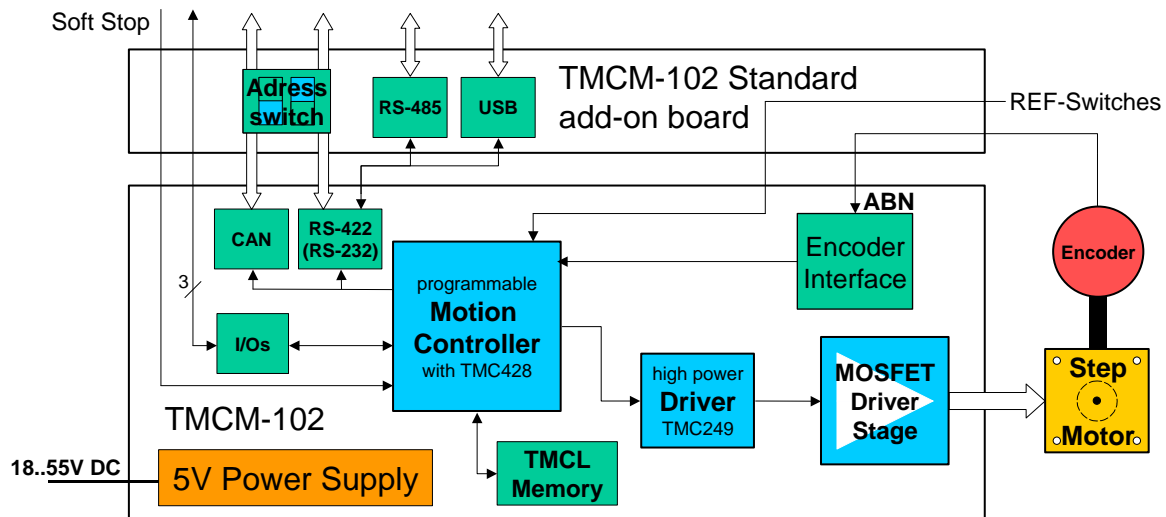 Soft Stop
Adress
switch
RS-485
USB
TMCM-102 Standard
add-on board
REF-Switches
CAN
RS-422
(RS-232)
ABN
Encoder
Interface
Encoder
3
I/Os
programmable
Motion
Controller
with TMC428
high power
Driver
TMC249
MOSFET
Driver
Stage
Step
Motor
TMCM-102
18..55V DC
5V Power Supply
TMCL
Memory